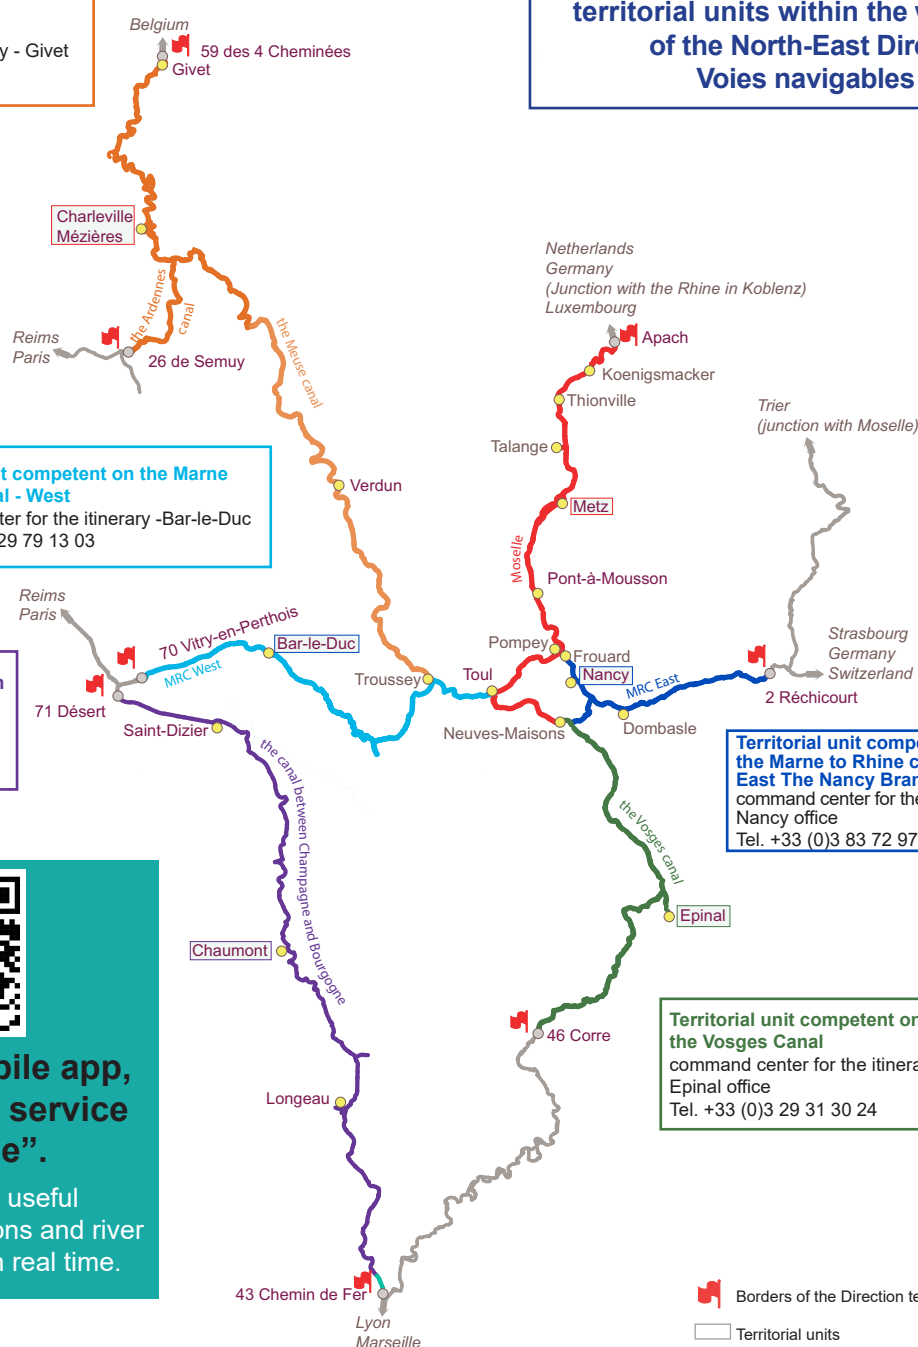 territorial units within the
of the North-East
Voies navigables
Belgium
59 des 4 Cheminées
Givet
y - Givet
Charleville
Mézières
the Ardennes
canal
Reims
Paris
26 de Semuy
the Meuse canal
Netherlands
Germany
(Junction with the Rhine in Koblenz)
Luxembourg
Apach
Koenigsmacker
Thionville
Talange
Metz
Moselle
Trier
(junction with Moselle)
t competent on the Marne
al - West
ter for the itinerary -Bar-le-Duc
29 79 13 03
Verdun
Pont-à-Mousson
Pompey
Frouard
Nancy
Reims
Paris
70 Vitry-en-Perthois
MRC West
Bar-le-Duc
Troussey
Toul
MRC East
Strasbourg
Germany
Switzerland
2 Réchicourt
71 Désert
Saint-Dizier
Neuves-Maisons
Dombasle
Territorial unit
the Marne to Rhine
East The Nancy
command center for the
Nancy office
Tel. +33 (0)3 83 72 97
the canal between Champagne and Bourgogne
the Vosges canal
Epinal
Chaumont
46 Corre
Territorial unit competent on
the Vosges Canal
command center for the
Epinal office
Tel. +33 (0)3 29 31 30 24
app,
service
e”.
useful
ons and river
real time.
Longeau
43 Chemin de Fer
Lyon
Marseille
Borders of the Direction
Territorial units